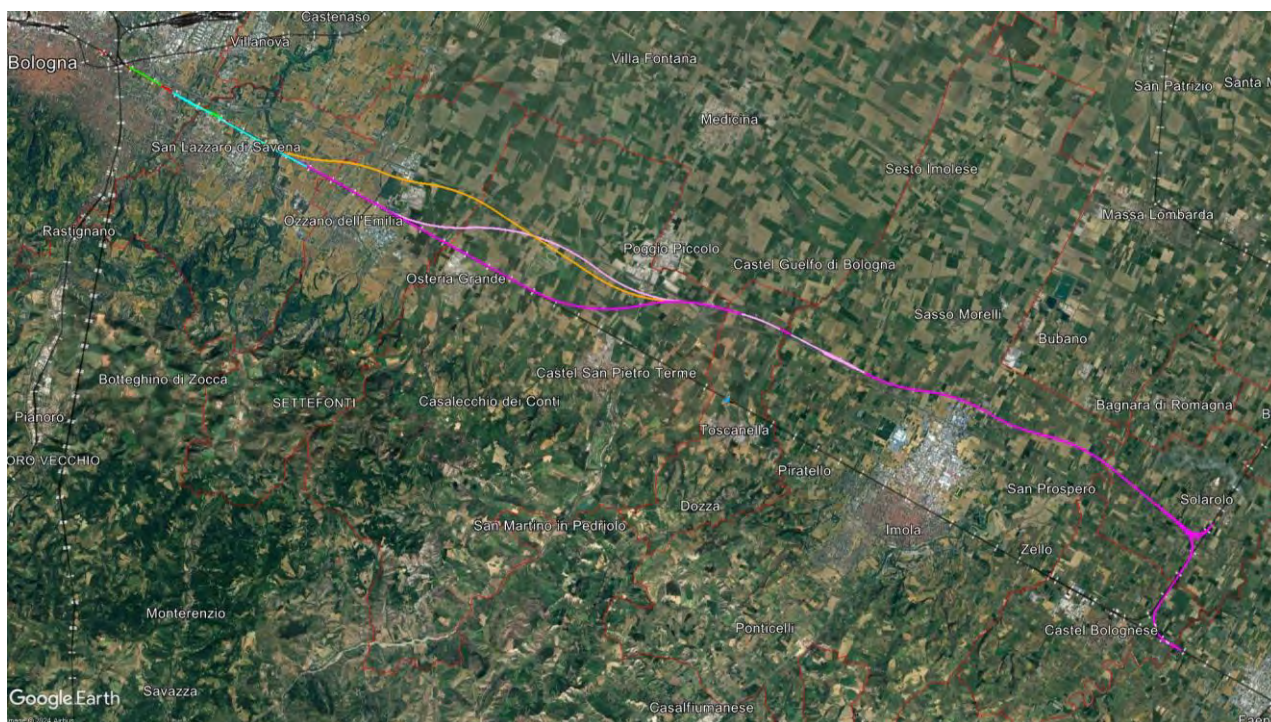 Castenaso
Villanova
Bologna
Villa Fontana
San Patrizio
Santa M
Medicina
San Lazzaro di Savena
Sesto Imolese
Massa Lombarda
Ozzano dell'Emilia
Rastignano
Poggio Piccolo
Castel Guelfo di Bologna
Osteria Grande
Sasso Morelli
Bubano
Castel San Pietro Terme
Botteghino di Zocca
SETTEFONTI
Casalecchio dei Conti
Bagnara di Romagna
B
Pianoro
Toscanella
ORO VECCHIO
Piratello
San Prospero
Solarolo
Dozza
San Martino in Pedriolo
Imola
Zello
Monterenzio
Ponticelli
Castel Bolognese
Savazza
Google Earth
Casalfiumanese
Faen